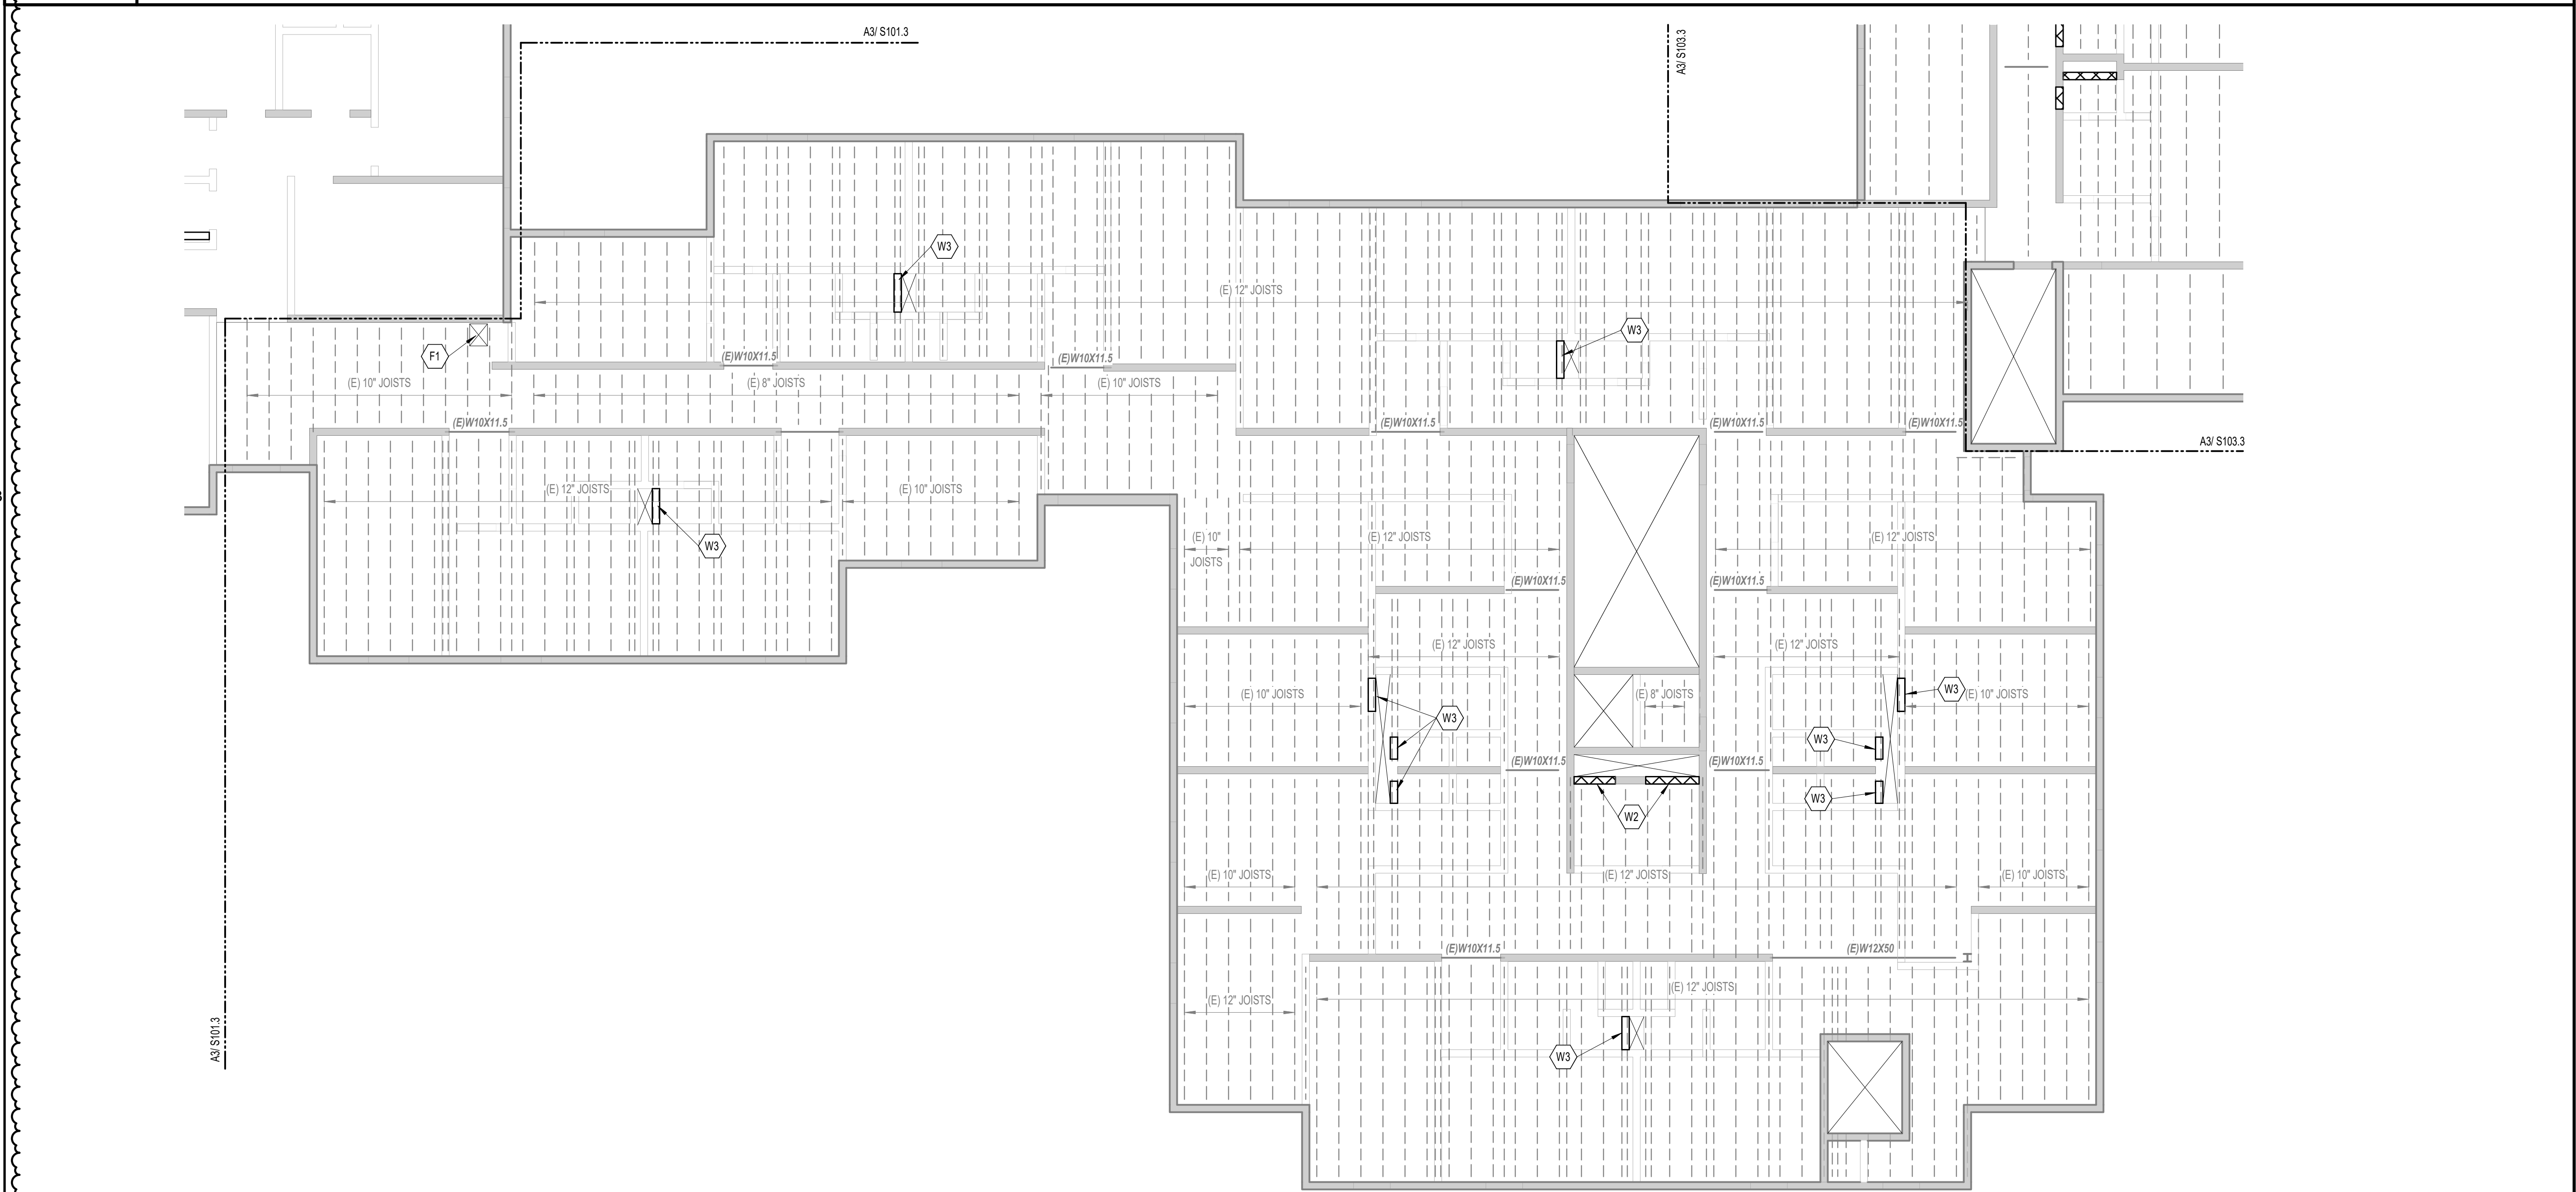 A3/ S101.3
A3/ S103.3
W3
(E) 12" JOISTS
W3
F1
(E)W10X11.5
(E)W10X11.5
(E) 10" JOISTS
(E) 8" JOISTS
(E) 10" JOISTS
(E)W10X11.5
(E)W10X11.5
(E)W10X11.5
(E)W10X11.5
A3/ S103.3
(E) 12" JOISTS
(E) 10" JOISTS
W3
(E) 10"
JOISTS
(E) 12" JOISTS
(E) 12" JOISTS
(E)W10X11.5
(E)W10X11.5
(E) 12" JOISTS
(E) 12" JOISTS
(E) 10" JOISTS
W3
(E) 8" JOISTS
W3
(E) 10" JOISTS
W3
(E)W10X11.5
(E)W10X11.5
W3
W2
(E) 10" JOISTS
(E) 12" JOISTS
(E) 10" JOISTS
(E)W10X11.5
(E)W12X50
(E) 12" JOISTS
(E) 12" JOISTS
A3/ S101.3
W3